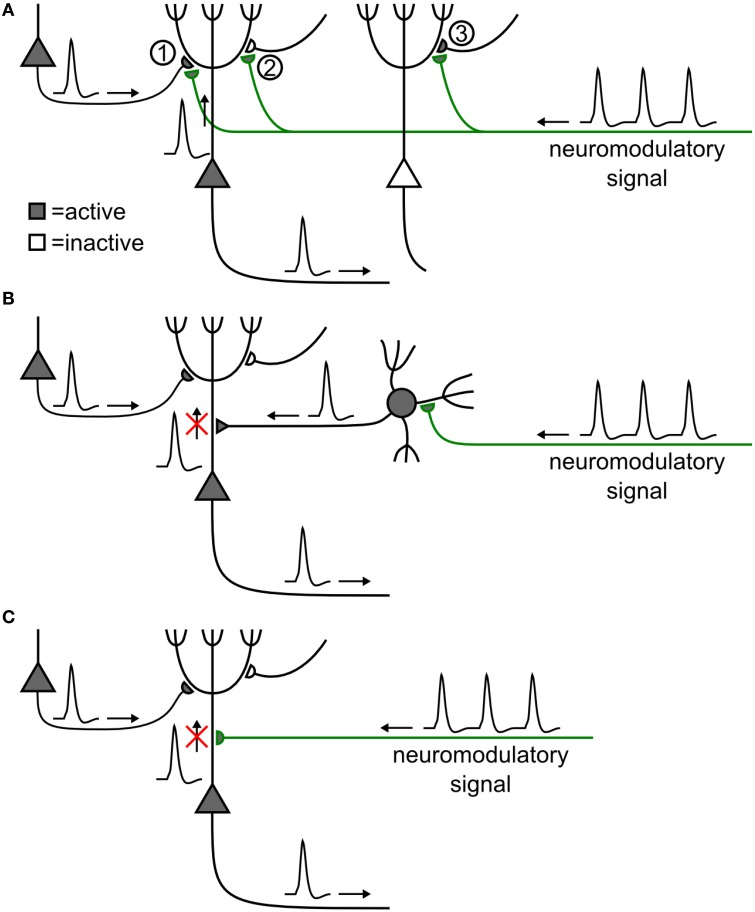 A
1
2
3
neuromodulatory
signal
=active
=inactive
B
neuromodulatory
signal
C
neuromodulatory
signal